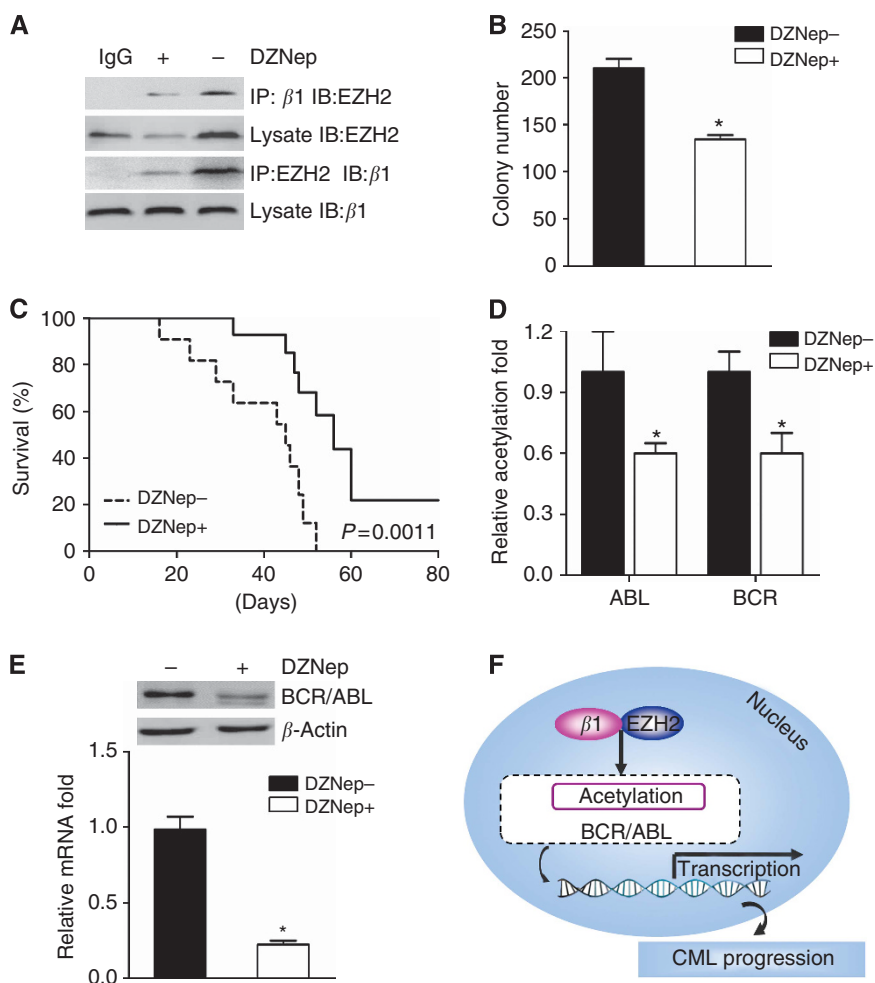 A
IgG + – DZNep
IP: β1 IB:EZH2
Lysate IB:EZH2
IP:EZH2 IB:β1
Lysate IB:β1
B
250
200
150
100
50
0
Colony number
DZNep–
DZNep+
*
C
100
80
60
40
20
0
Survival (%)
DZNep–
DZNep+
P=0.0011
0 20 40 60 80
(Days)
D
1.2
0.9
0.6
0.3
0.0
Relative acetylation fold
DZNep–
DZNep+
* *
ABL BCR
E
– + DZNep
BCR/ABL
β-Actin
1.5
1.0
0.5
0.0
Relative mRNA fold
DZNep–
DZNep+
*
F
Nucleus
β1 EZH2
Acetylation
BCR/ABL
Transcription
CML progression